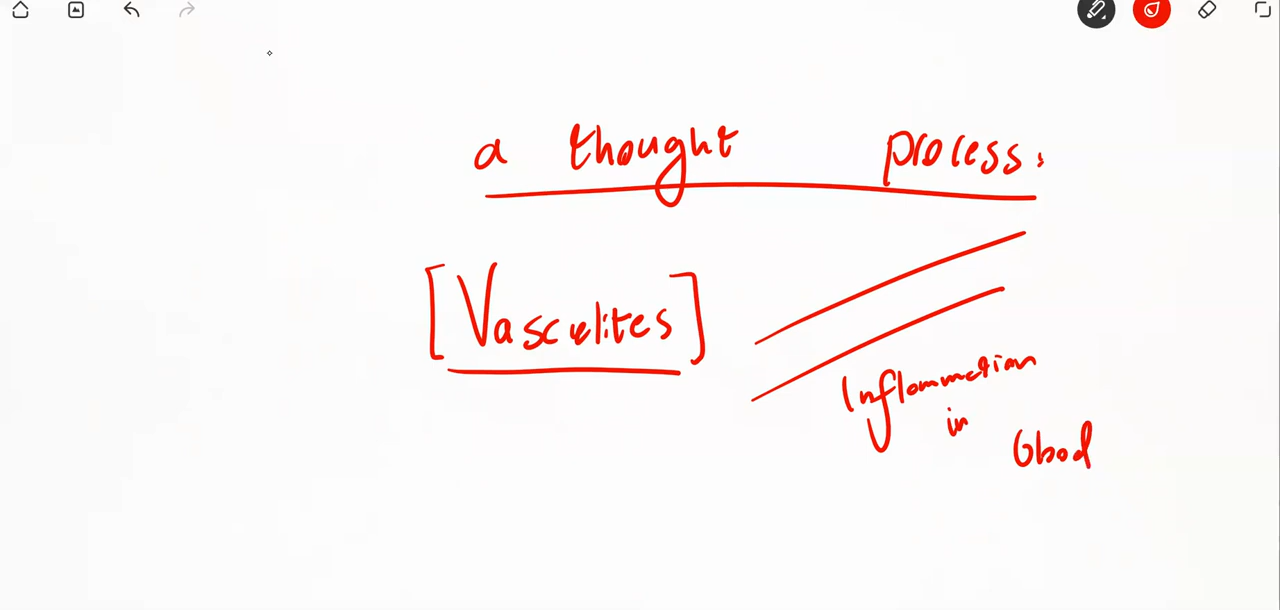 a thought process.
[Vasculites]
Inflammation
in
blood